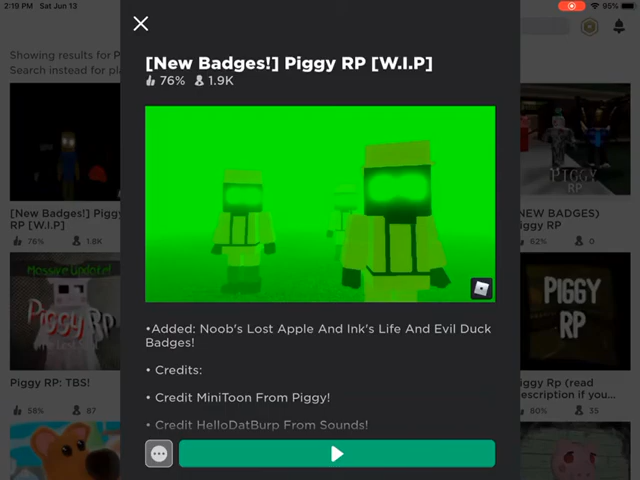 2:19 PM Sat Jun 13
95%
Showing results for P
Search instead for pla
[New Badges!] Piggy RP [W.I.P]
76% 1.9K
•Added: Noob's Lost Apple And Ink's Life And Evil Duck
Badges!
• Credits:
• Credit MiniToon From Piggy!
• Credit HelloDatBurp From Sounds!
[New Badges!] Piggy
RP [W.I.P]
76% 1.8K
PIGGY
RP
(NEW BADGES)
iggy RP
62% 0
Massive Update!
Piggy Rp
Piggy RP: TBS!
58% 87
PIGGY
RP
iggy Rp (read
escription if you...
80% 35